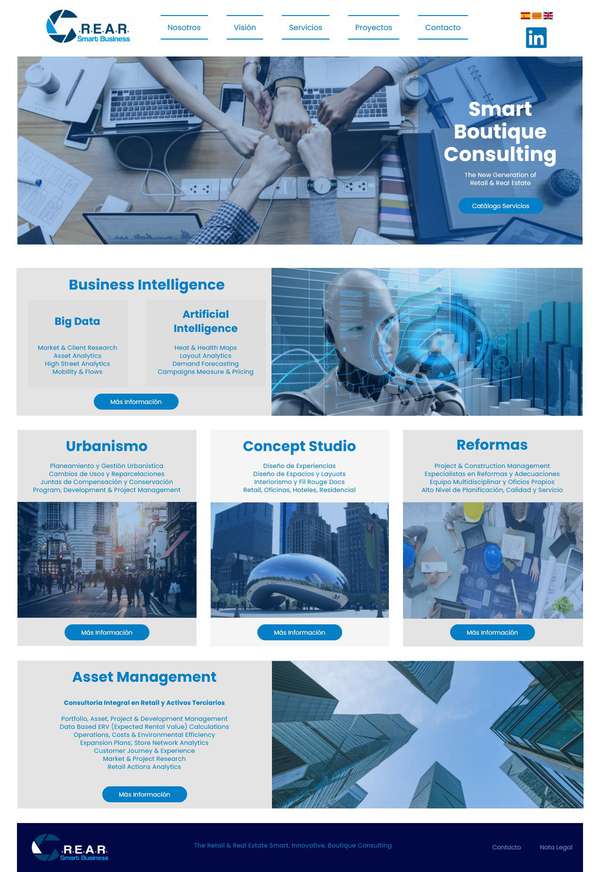 .R.E.A.R.
Smart Business
Nosotros
Visión
Servicios
Proyectos
Contacto
in
Smart
Boutique
Consulting
The New Generation of
Retail & Real Estate
Catálogo Servicios
Business Intelligence
Big Data
Market & Client Research
Asset Analytics
High Street Analytics
Mobility & Flows
Artificial
Intelligence
Heat & Health Maps
Layout Analytics
Demand Forecasting
Campaigns Measure & Pricing
Más Información
Urbanismo
Planeamiento y Gestión Urbanística
Cambios de Usos y Reparcelaciones
Juntas de Compensación y Conservación
Program, Development & Project Management
Más Información
Concept Studio
Diseño de Experiencias
Diseño de Espacios y Layuots
Interiorismo y Fil Rouge Docs
Retail, Oficinas, Hoteles, Residencial
Más Información
Reformas
Project & Construction Management
Especialistas en Reformas y Adecuaciones
Equipo Multidisciplinar y Oficios Propios
Alto Nivel de Planificación, Calidad y Servicio
Más Información
Asset Management
Consultoría Integral en Retail y Activos Terciarios
Portfolio, Asset, Project & Development Management
Data Based ERV (Expected Rental Value) Calculations
Operations, Costs & Environmental Efficiency
Expansion Plans, Store Network Analytics
Customer Journey & Experience
Market & Project Research
Retail Actions Analytics
Más Información
.R.E.A.R.
Smart Business
The Retail & Real Estate Smart, Innovative, Boutique Consulting
Contacto
Nota Legal